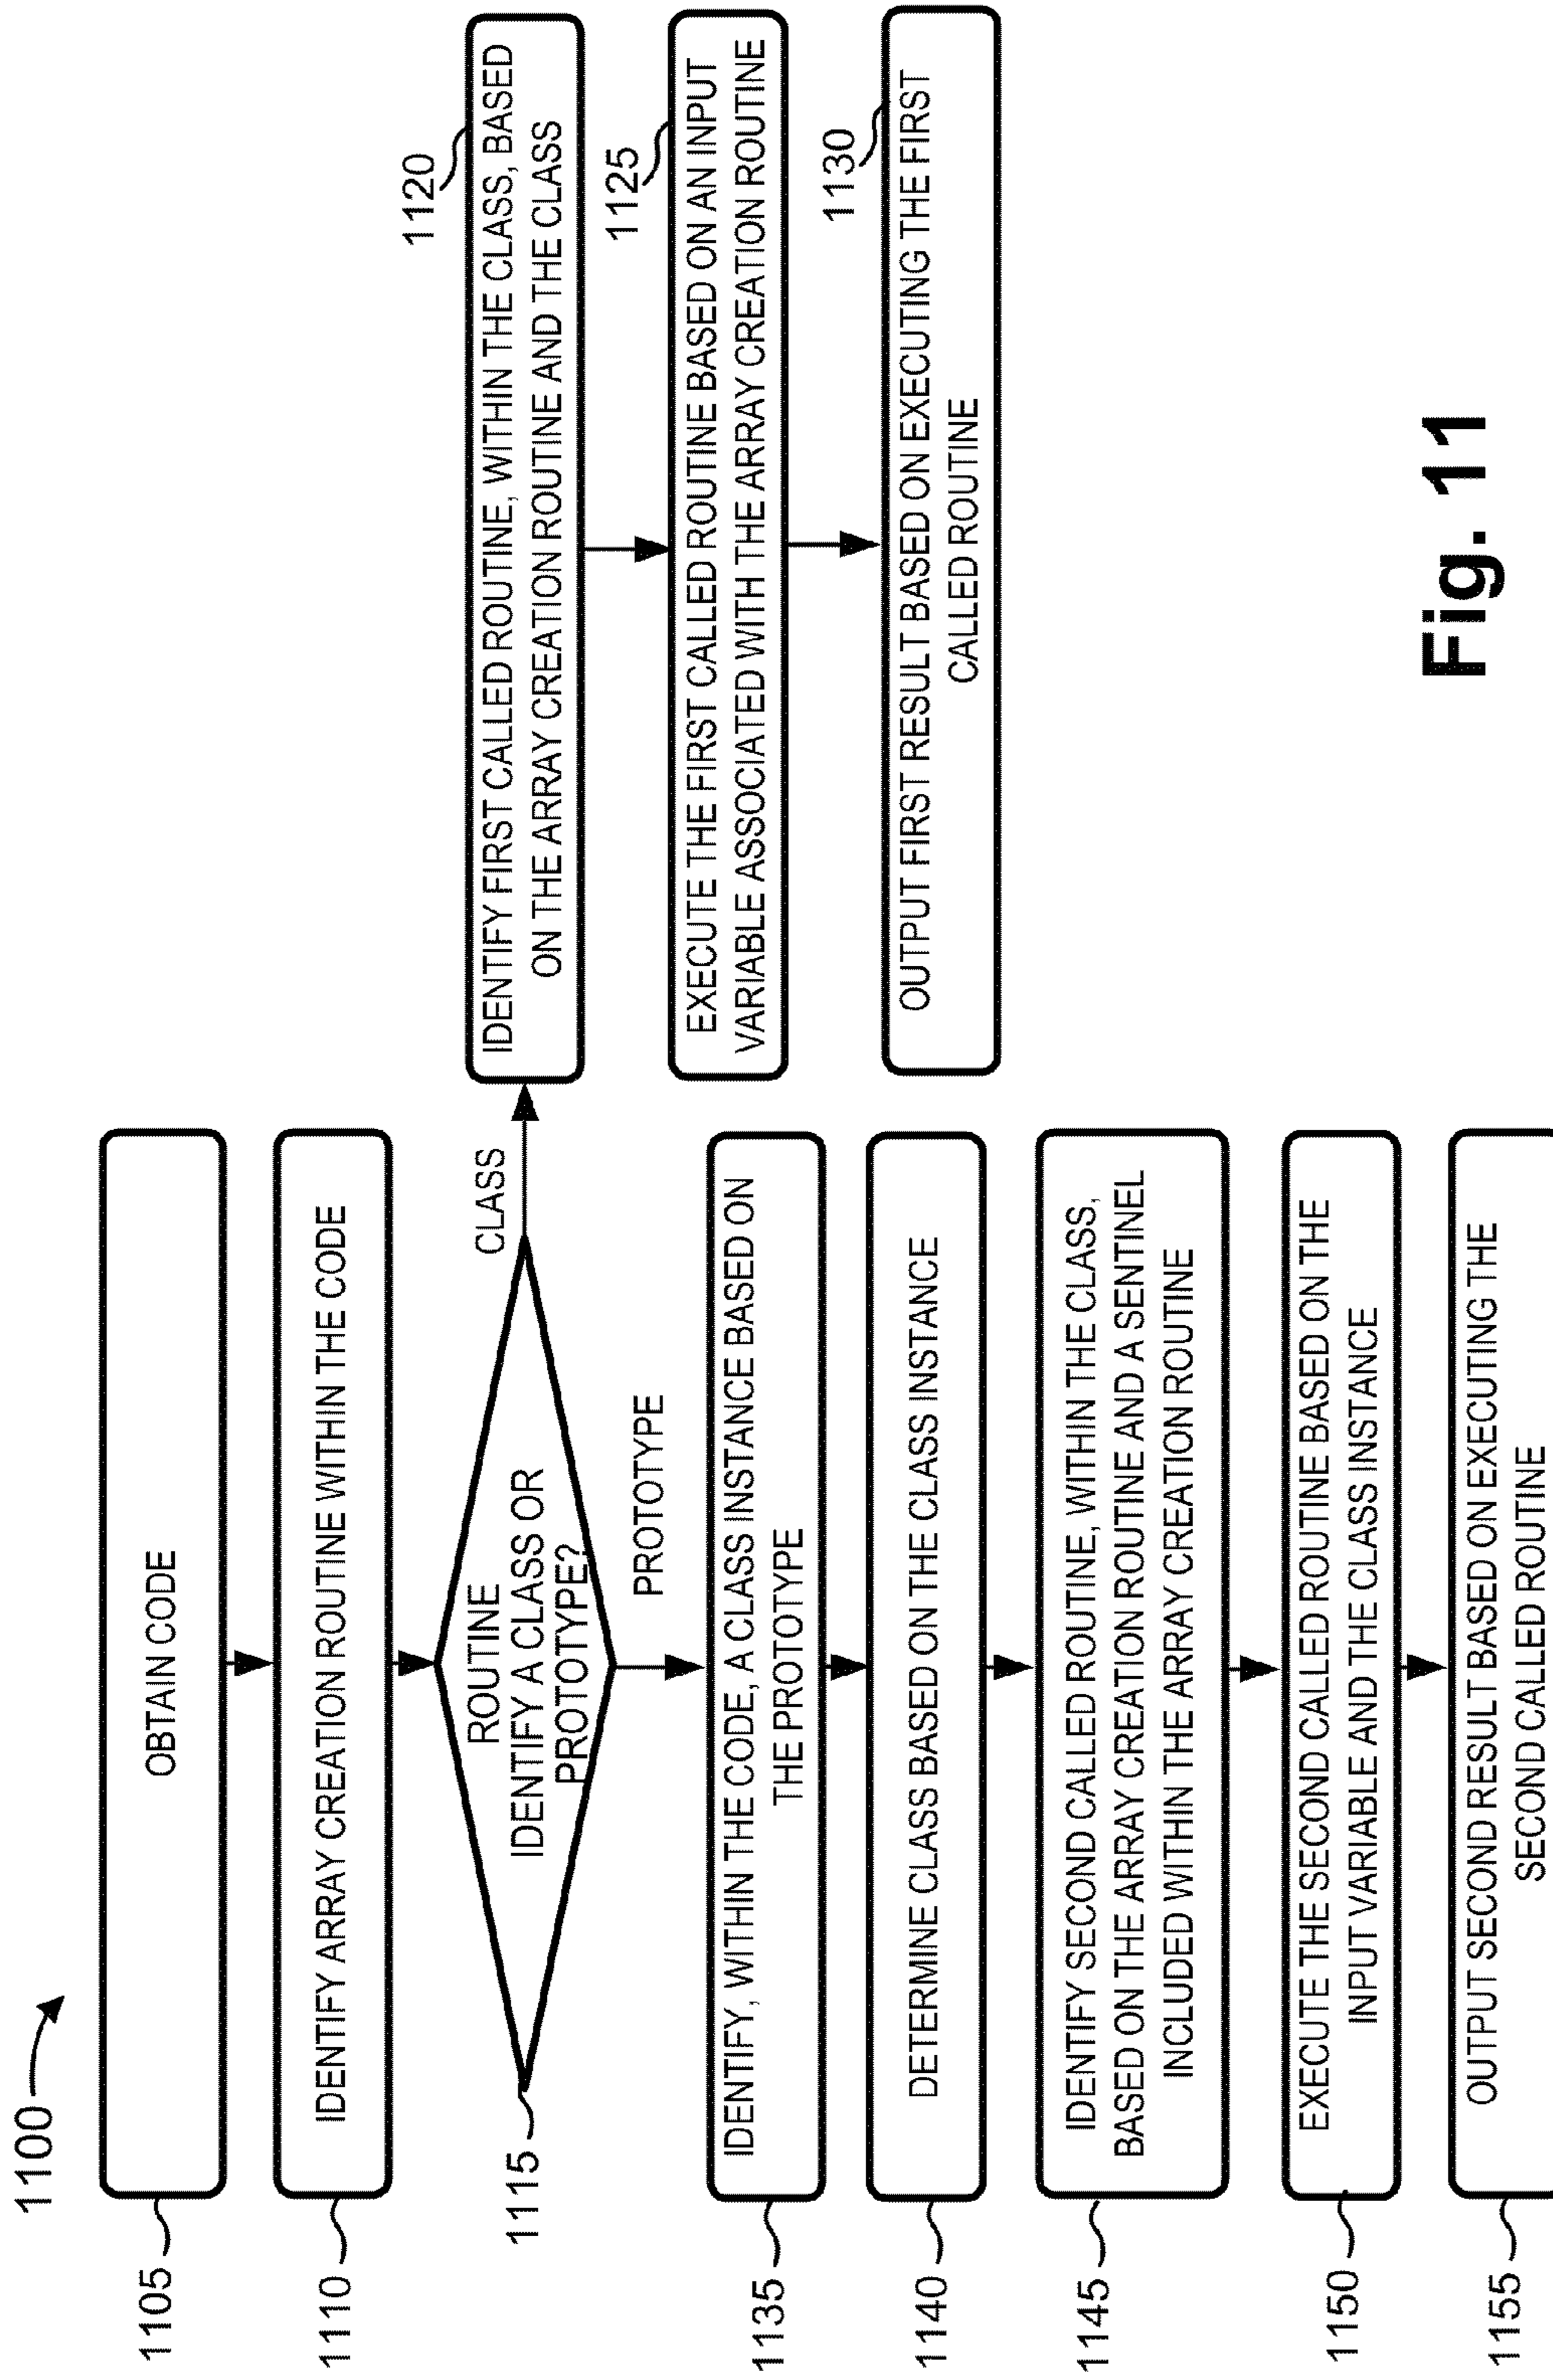 1100
1105
OBTAIN CODE
1110
IDENTIFY ARRAY CREATION ROUTINE WITHIN THE CODE
1115
ROUTINE
IDENTIFY A CLASS OR
PROTOTYPE?
CLASS
PROTOTYPE
1120
IDENTIFY FIRST CALLED ROUTINE, WITHIN THE CLASS, BASED
ON THE ARRAY CREATION ROUTINE AND THE CLASS
1125
EXECUTE THE FIRST CALLED ROUTINE BASED ON AN INPUT
VARIABLE ASSOCIATED WITH THE ARRAY CREATION ROUTINE
1130
OUTPUT FIRST RESULT BASED ON EXECUTING THE FIRST
CALLED ROUTINE
1135
IDENTIFY, WITHIN THE CODE, A CLASS INSTANCE BASED ON
THE PROTOTYPE
1140
DETERMINE CLASS BASED ON THE CLASS INSTANCE
1145
IDENTIFY SECOND CALLED ROUTINE, WITHIN THE CLASS,
BASED ON THE ARRAY CREATION ROUTINE AND A SENTINEL
INCLUDED WITHIN THE ARRAY CREATION ROUTINE
1150
EXECUTE THE SECOND CALLED ROUTINE BASED ON THE
INPUT VARIABLE AND THE CLASS INSTANCE
1155
OUTPUT SECOND RESULT BASED ON EXECUTING THE
SECOND CALLED ROUTINE
Fig. 11